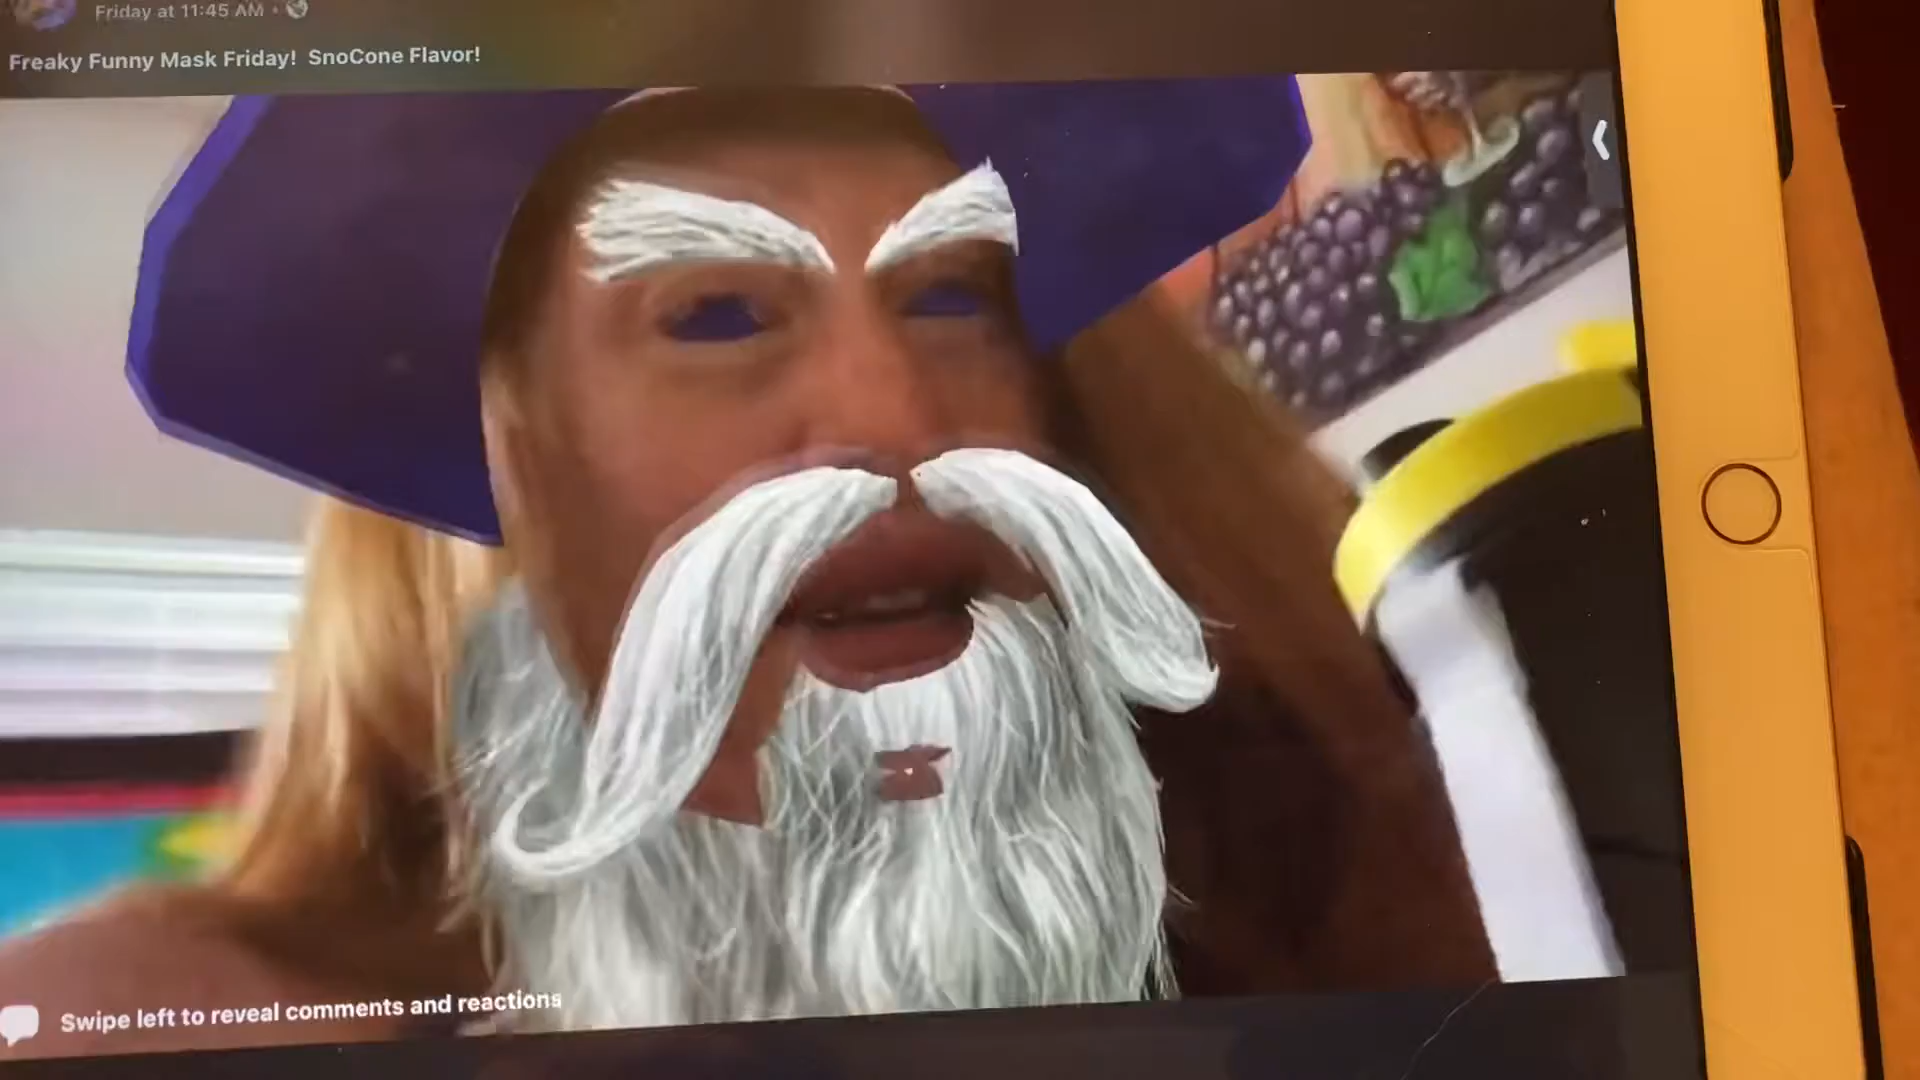 Friday at 11:45 AM •
Freaky Funny Mask Friday! SnoCone Flavor!
Swipe left to reveal comments and reactions